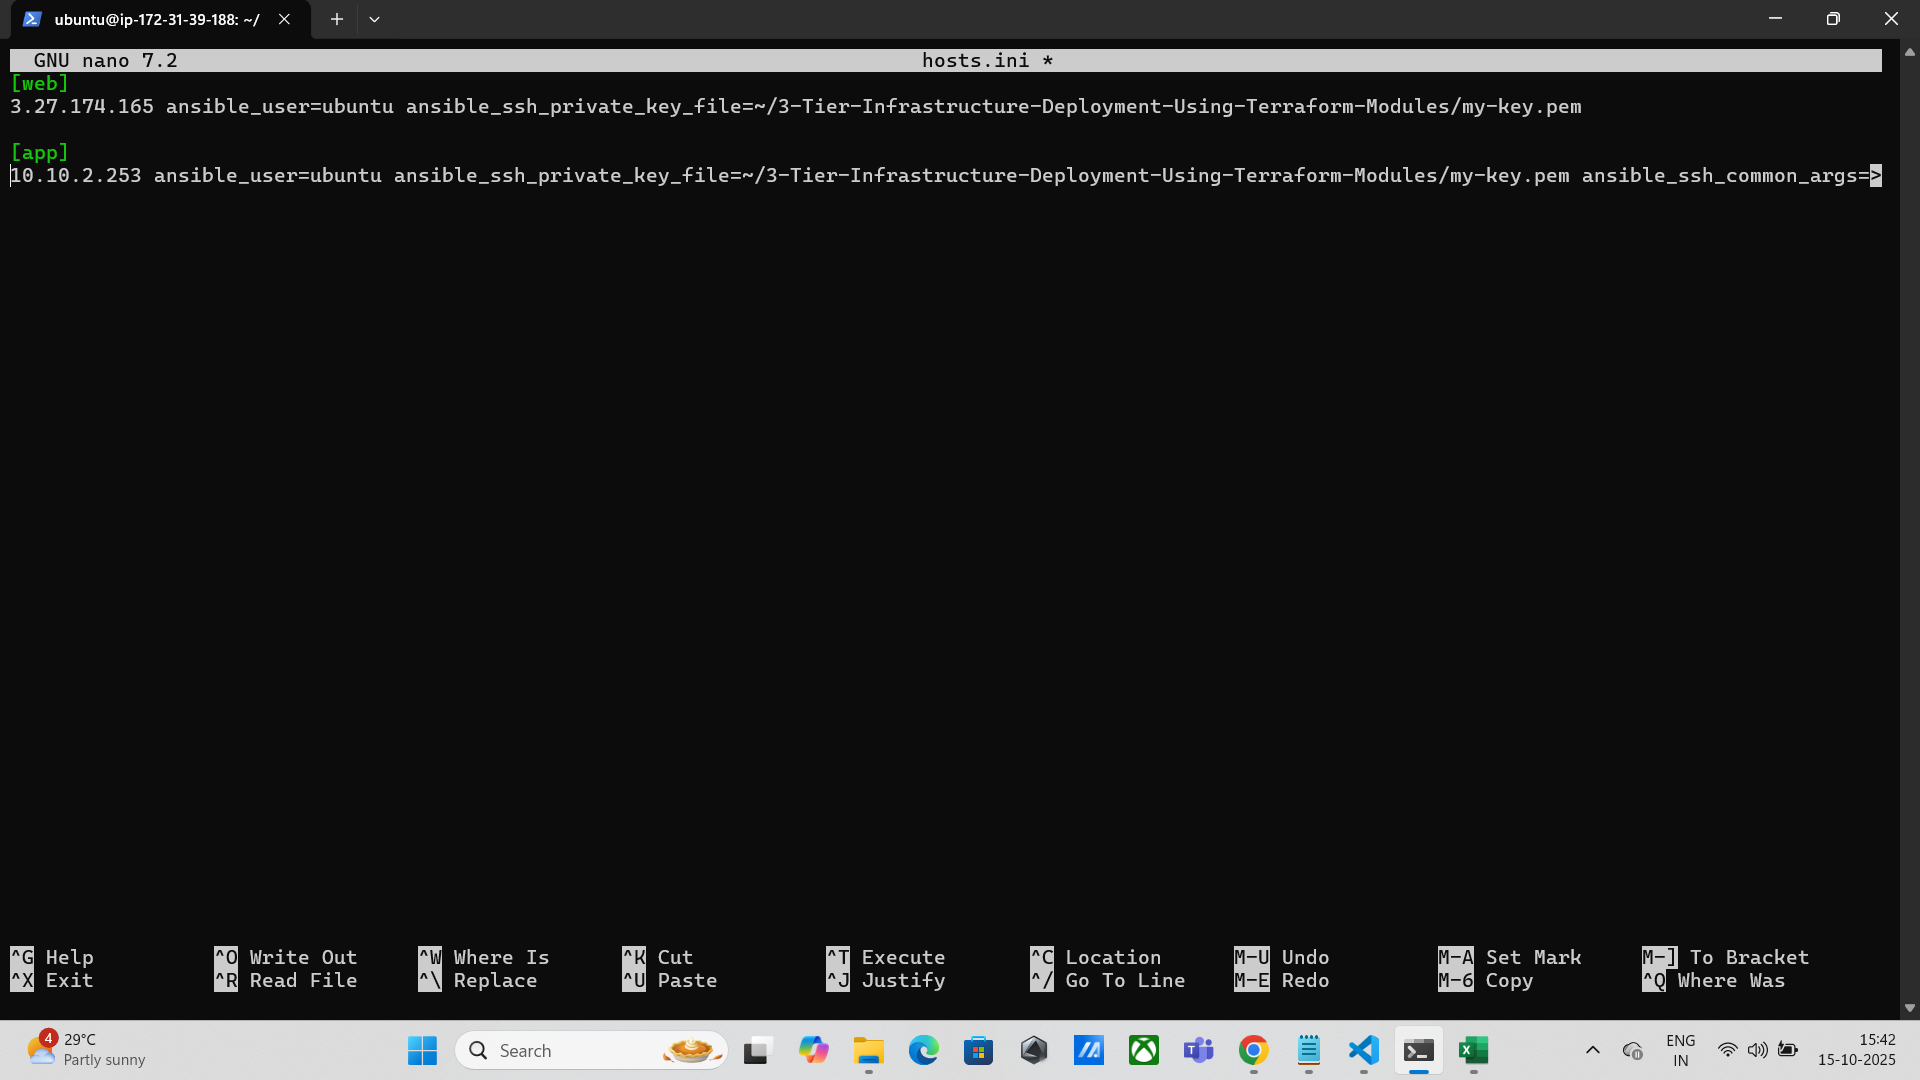 ubuntu@ip-172-31-39-188: ~/
GNU nano 7.2 hosts.ini *
[web]
3.27.174.165 ansible_user=ubuntu ansible_ssh_private_key_file=~/3-Tier-Infrastructure-Deployment-Using-Terraform-Modules/my-key.pem
[app]
10.10.2.253 ansible_user=ubuntu ansible_ssh_private_key_file=~/3-Tier-Infrastructure-Deployment-Using-Terraform-Modules/my-key.pem ansible_ssh_common_args=>
^G Help ^O Write Out ^W Where Is ^K Cut ^T Execute ^C Location M-U Undo M-A Set Mark M-] To Bracket
^X Exit ^R Read File ^\ Replace ^U Paste ^J Justify ^/ Go To Line M-E Redo M-6 Copy ^Q Where Was
4 29°C
Partly sunny
Search
ENG
IN
15:42
15-10-2025